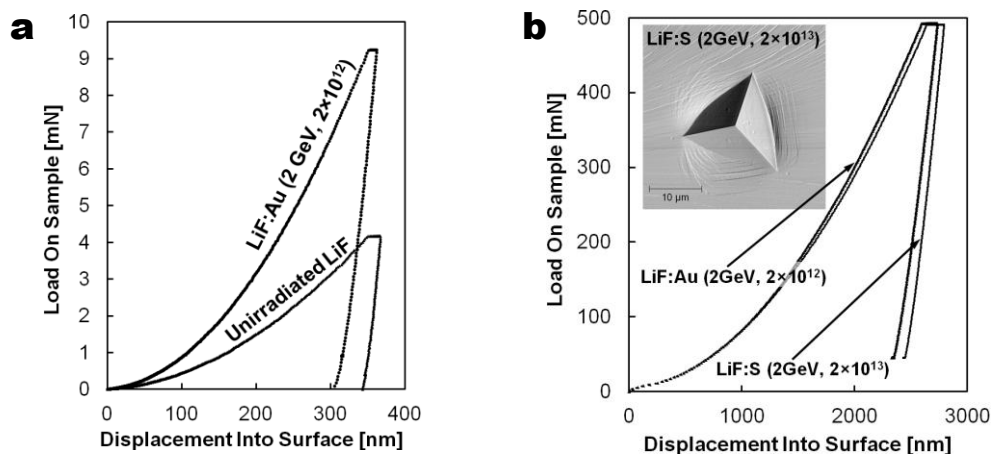 a
Load On Sample [mN]
10
9
8
7
6
5
4
3
2
1
0
LiF:Au (2 GeV, 2×10¹²)
Unirradiated LiF
0 100 200 300 400
Displacement Into Surface [nm]
b
Load On Sample [mN]
500
400
300
200
100
0
LiF:S (2GeV, 2×10¹³)
10 µm
LiF:Au (2GeV, 2×10¹²)
LiF:S (2GeV, 2×10¹³)
0 1000 2000 3000
Displacement Into Surface [nm]